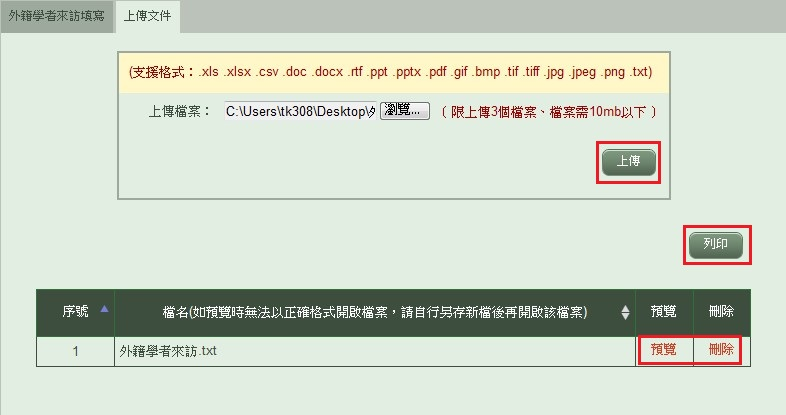 外籍學者來訪填寫 上傳文件
(支援格式：.xls .xlsx .csv .doc .docx .rtf .ppt .pptx .pdf .gif .bmp .tif .tiff .jpg .jpeg .png .txt)
上傳檔案： C:\Users\tk308\Desktop\ 瀏覽... ( 限上傳3個檔案、檔案需10mb以下 )
上傳
列印
序號 檔名(如預覽時無法以正確格式開啟檔案，請自行另存新檔後再開啟該檔案) 預覽 刪除
1 外籍學者來訪.txt 預覽 刪除